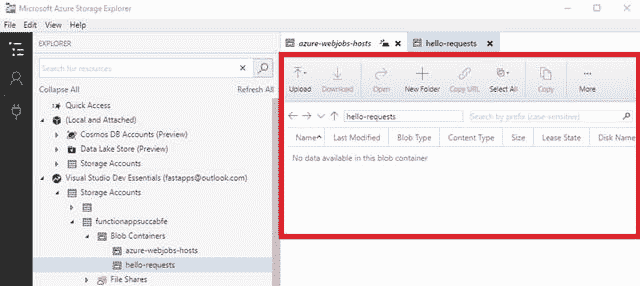 Microsoft Azure Storage Explorer
File Edit View Help
EXPLORER
Search for resources
Collapse All Refresh All
Quick Access
(Local and Attached)
Cosmos DB Accounts (Preview)
Data Lake Store (Preview)
Storage Accounts
Visual Studio Dev Essentials (fastapps@outlook.com)
Storage Accounts
functionappsuccabfe
Blob Containers
azure-webjobs-hosts
hello-requests
File Shares
azure-webjobs-hosts hello-requests
Upload Download Open New Folder Copy URL Select All Copy More
hello-requests Search by prefix (case-sensitive)
Name Last Modified Blob Type Content Type Size Lease State Disk Name
No data available in this blob container